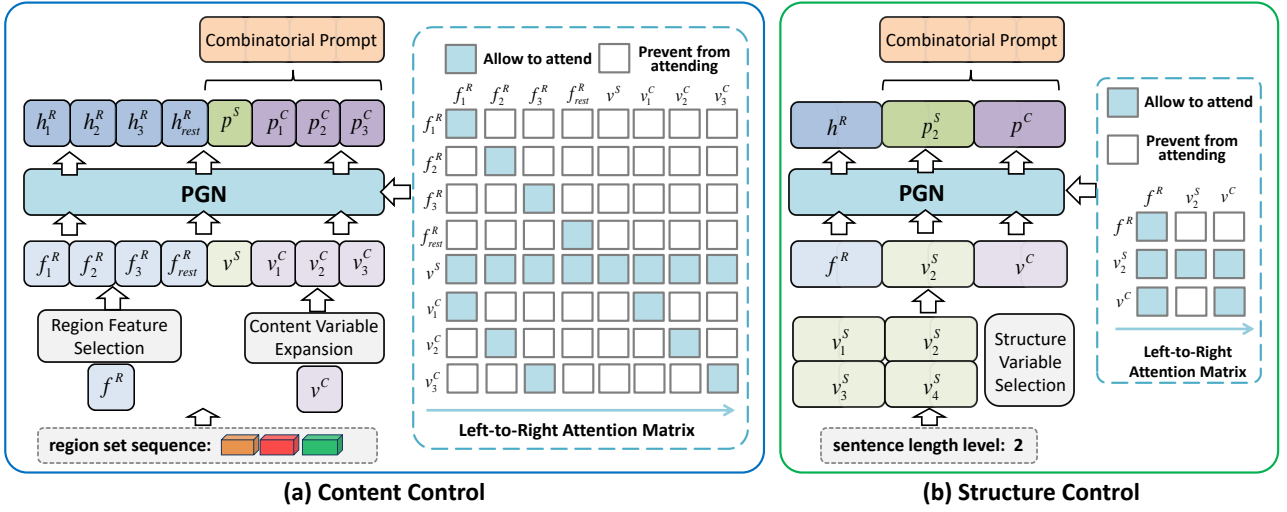 Combinatorial Prompt
h_1^R h_2^R h_3^R h_rest^R p^S p_1^C p_2^C p_3^C
PGN
f_1^R f_2^R f_3^R f_rest^R v^S v_1^C v_2^C v_3^C
Region Feature
Selection
Content Variable
Expansion
f^R
v^C
region set sequence:
Allow to attend
Prevent from
attending
f_1^R f_2^R f_3^R f_rest^R v^S v_1^C v_2^C v_3^C
f_1^R
f_2^R
f_3^R
f_rest^R
v^S
v_1^C
v_2^C
v_3^C
Left-to-Right Attention Matrix
(a) Content Control
Combinatorial Prompt
h^R p_2^S p^C
PGN
f^R v_2^S v^C
v_1^S v_2^S
v_3^S v_4^S
Structure
Variable
Selection
sentence length level: 2
Allow to attend
Prevent from
attending
f^R v_2^S v^C
f^R
v_2^S
v^C
Left-to-Right
Attention Matrix
(b) Structure Control